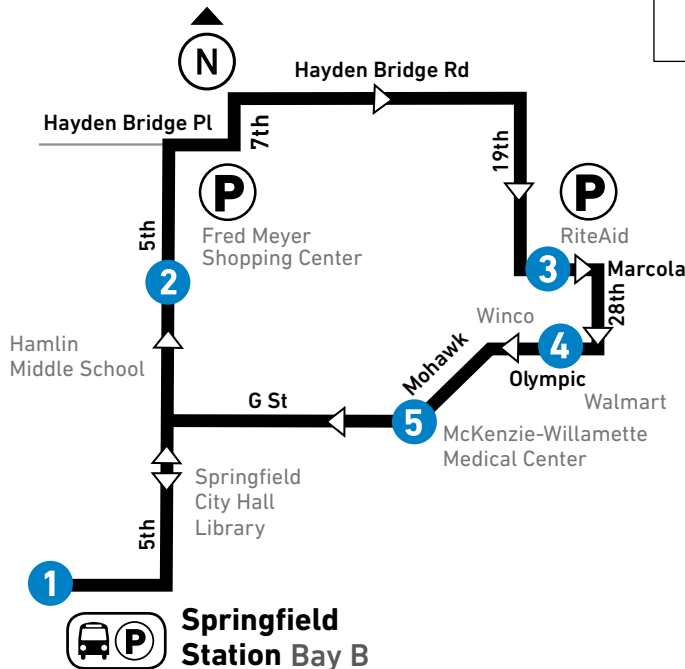 N
Hayden Bridge Rd
Hayden Bridge Pl
7th
19th
P
P
Fred Meyer
Shopping Center
RiteAid
5th
2
3
Marcola
28th
Winco
Hamlin
Middle School
4
Mohawk
Olympic
Walmart
G St
5
McKenzie-Willamette
Medical Center
Springfield
City Hall
Library
5th
1
P
Springfield
Station Bay B